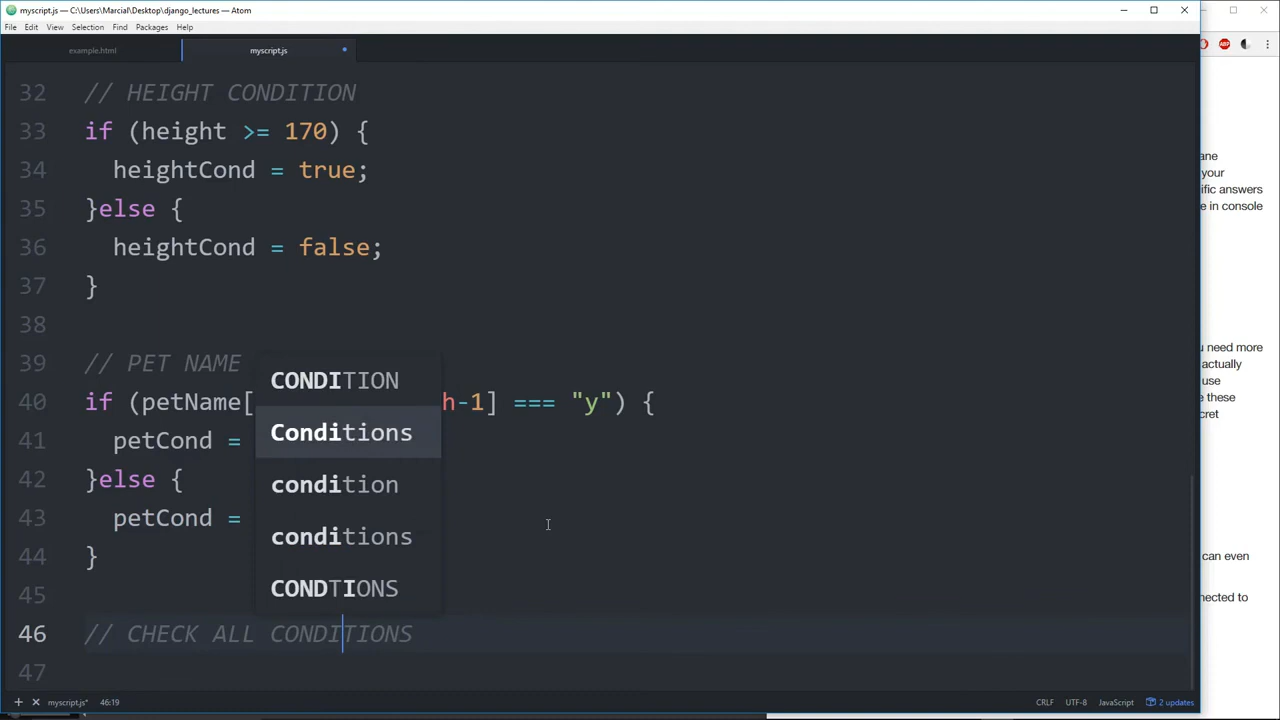 myscript.js — C:\Users\Marcial\Desktop\django_lectures — Atom
File Edit View Selection Find Packages Help
example.html myscript.js
32 // HEIGHT CONDITION
33 if (height >= 170) {
34 heightCond = true;
35 }else {
36 heightCond = false;
37 }
38
39 // PET NAME
40 if (petName[ h-1] === "y") {
41 petCond =
42 }else {
43 petCond =
44 }
45
46 // CHECK ALL CONDITIONS
47
CONDITION
Conditions
condition
conditions
CONDTIONS
myscript.js* 46:19 CRLF UTF-8 JavaScript 2 updates
ABP
ane
your
ific answers
e in console
need more
actually
use
e these
cret
can even
nected to